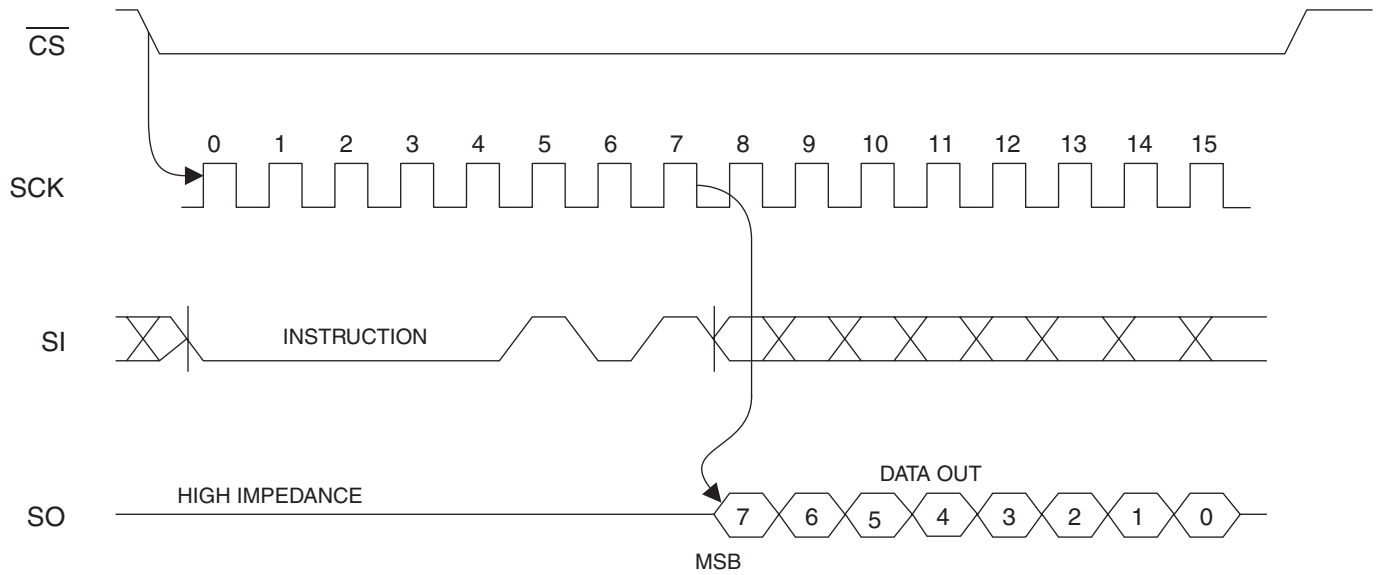 CS
0 1 2 3 4 5 6 7 8 9 10 11 12 13 14 15
SCK
SI
INSTRUCTION
DATA OUT
HIGH IMPEDANCE
SO
7 6 5 4 3 2 1 0
MSB